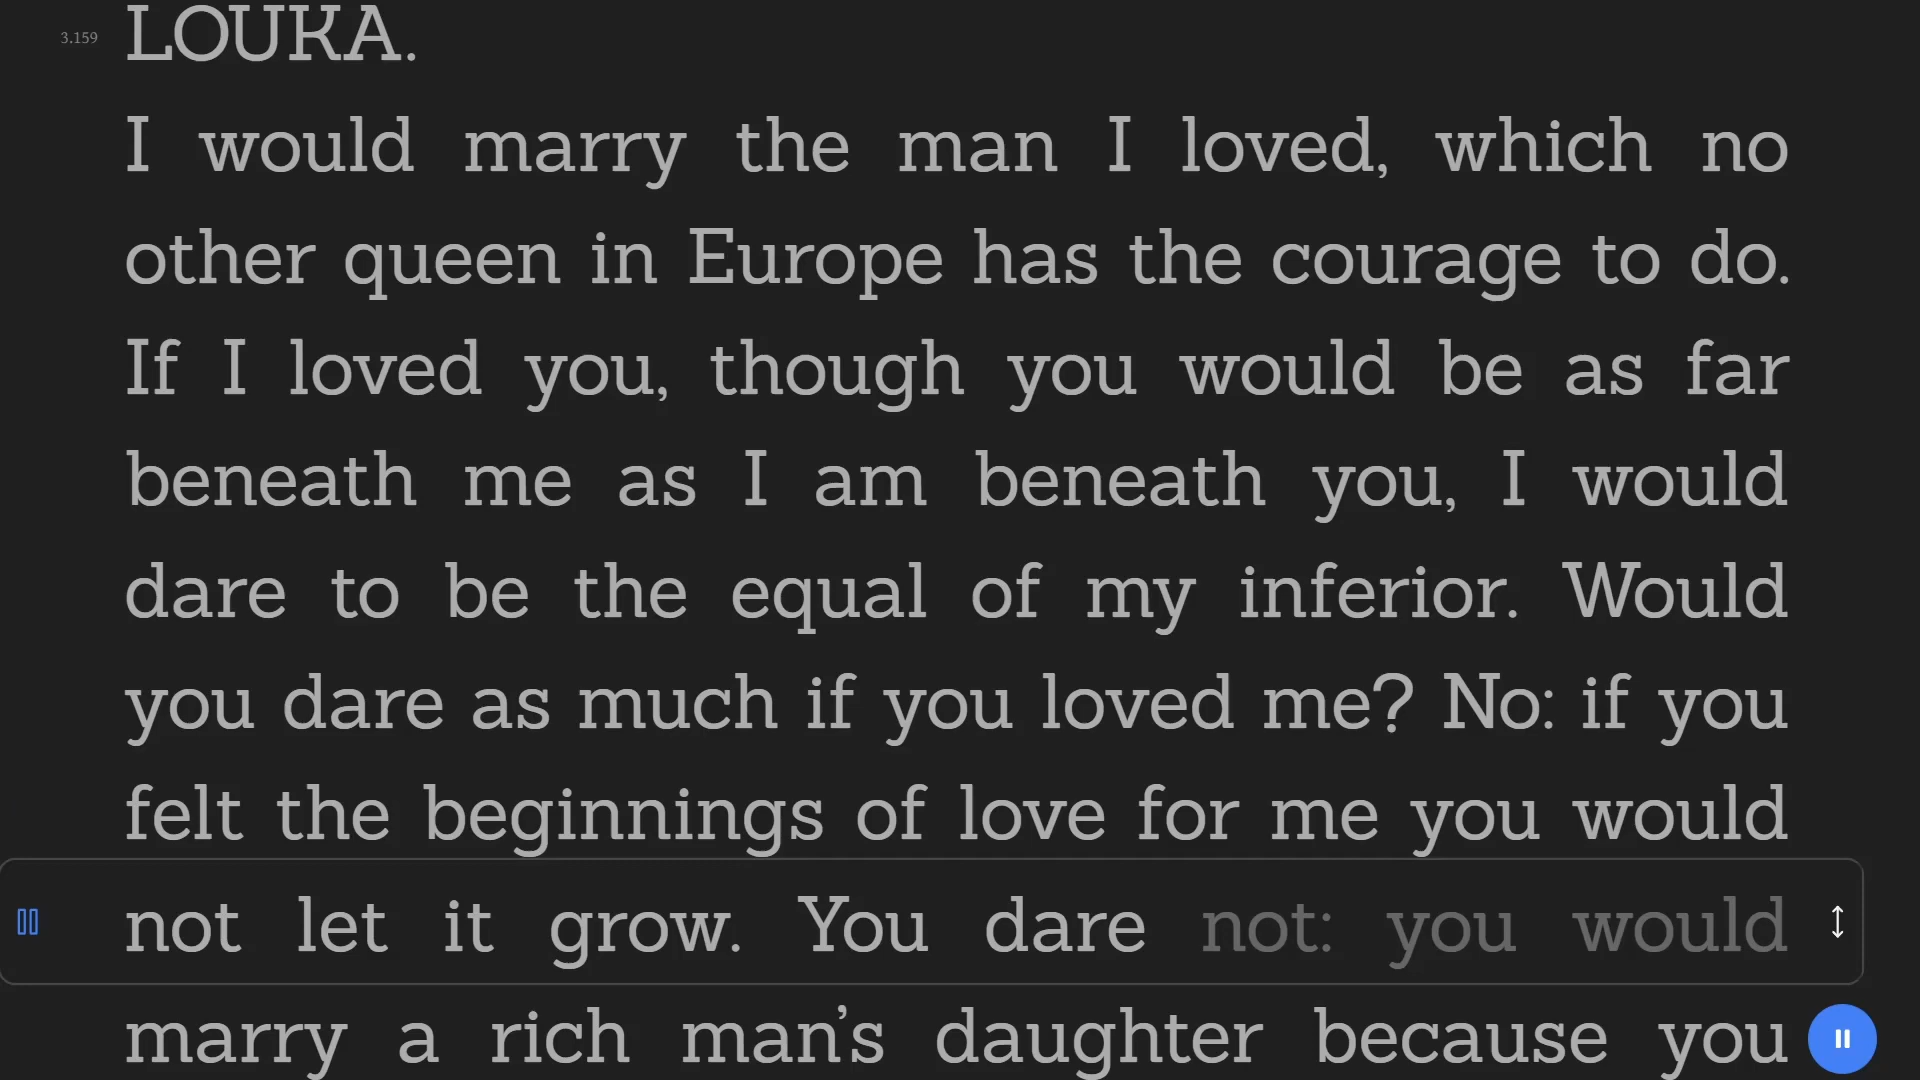 3.159 LOUKA.
I would marry the man I loved, which no
other queen in Europe has the courage to do.
If I loved you, though you would be as far
beneath me as I am beneath you, I would
dare to be the equal of my inferior. Would
you dare as much if you loved me? No: if you
felt the beginnings of love for me you would
not let it grow. You dare not: you would
marry a rich man’s daughter because you